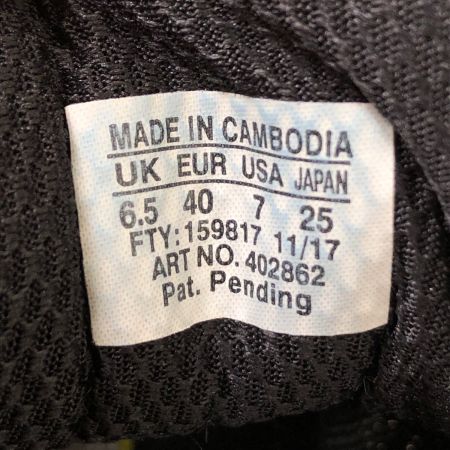 MADE IN CAMBODIA
UK EUR USA JAPAN
6.5 40 7 25
FTY: 159817 11/17
ART NO. 402862
Pat. Pending